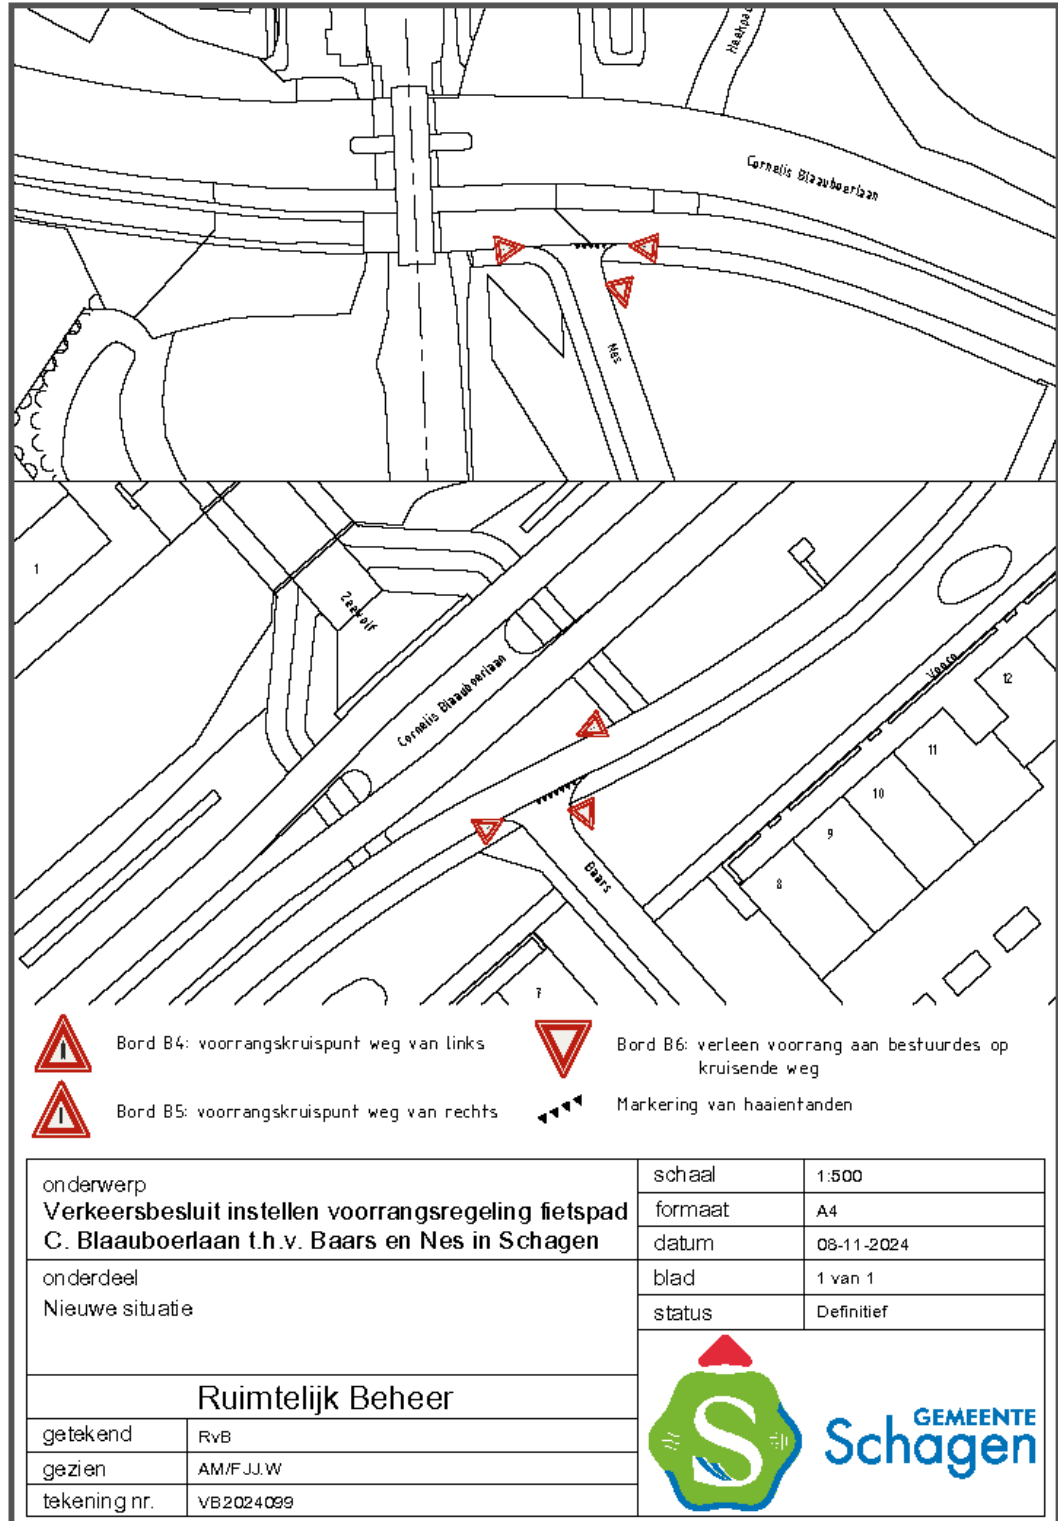 Haakpad
Cornelis Blaauboerlaan
Nes
1
Zeewolf
Cornelis Blaauboerlaan
Vooro
12
11
10
9
8
Baars
7
Bord B4: voorrangskruispunt weg van links
Bord B6: verleen voorrang aan bestuurdes op
kruisende weg
Bord B5: voorrangskruispunt weg van rechts
Markering van haaientanden
onderwerp
Verkeersbesluit instellen voorrangsregeling fietspad
C. Blaauboerlaan t.h.v. Baars en Nes in Schagen
onderdeel
Nieuwe situatie
Ruimtelijk Beheer
getekend RvB
gezien AM/FJJ.W
tekening nr. VB2024099
schaal 1:500
formaat A4
datum 08-11-2024
blad 1 van 1
status Definitief
S
GEMEENTE
Schagen